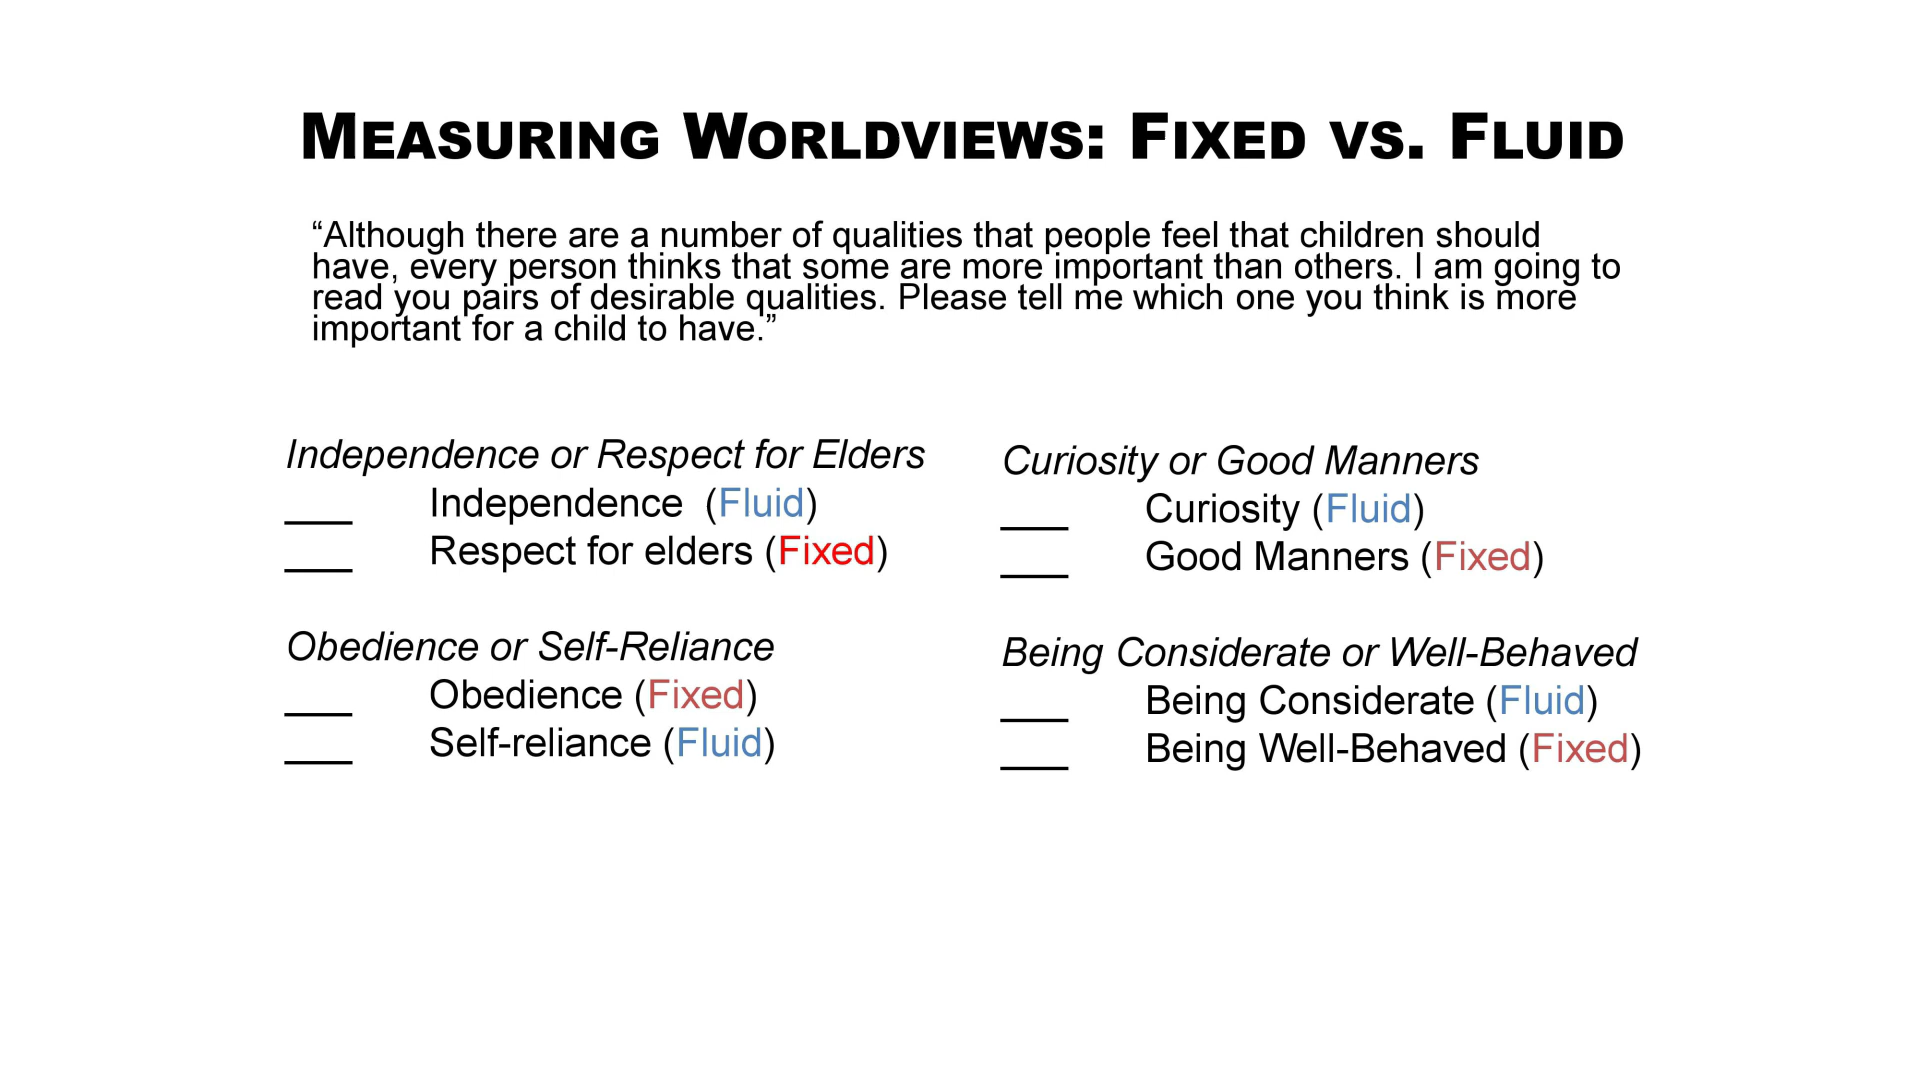 MEASURING WORLDVIEWS: FIXED VS. FLUID
“Although there are a number of qualities that people feel that children should
have, every person thinks that some are more important than others. I am going to
read you pairs of desirable qualities. Please tell me which one you think is more
important for a child to have.”
Independence or Respect for Elders
___ Independence (Fluid)
___ Respect for elders (Fixed)
Obedience or Self-Reliance
___ Obedience (Fixed)
___ Self-reliance (Fluid)
Curiosity or Good Manners
___ Curiosity (Fluid)
___ Good Manners (Fixed)
Being Considerate or Well-Behaved
___ Being Considerate (Fluid)
___ Being Well-Behaved (Fixed)